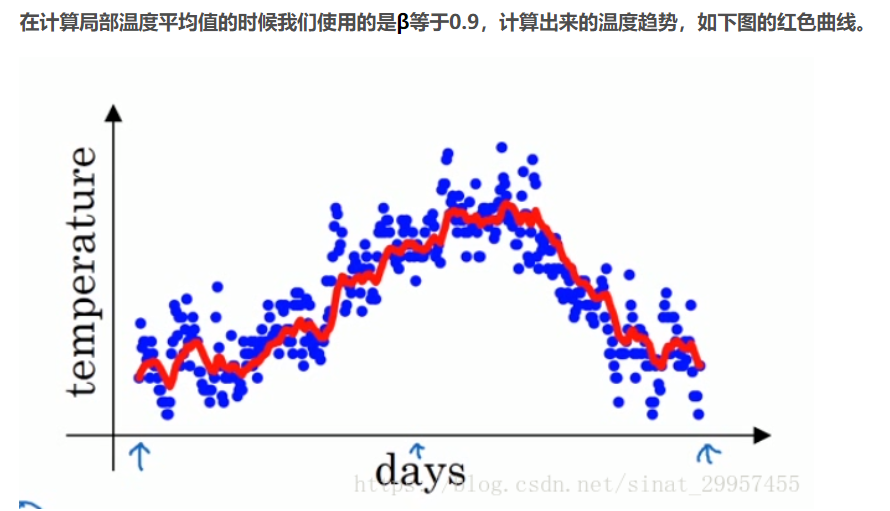 在计算局部温度平均值的时候我们使用的是β等于0.9，计算出来的温度趋势，如下图的红色曲线。
temperature
days
https://blog.csdn.net/sinat_29957455